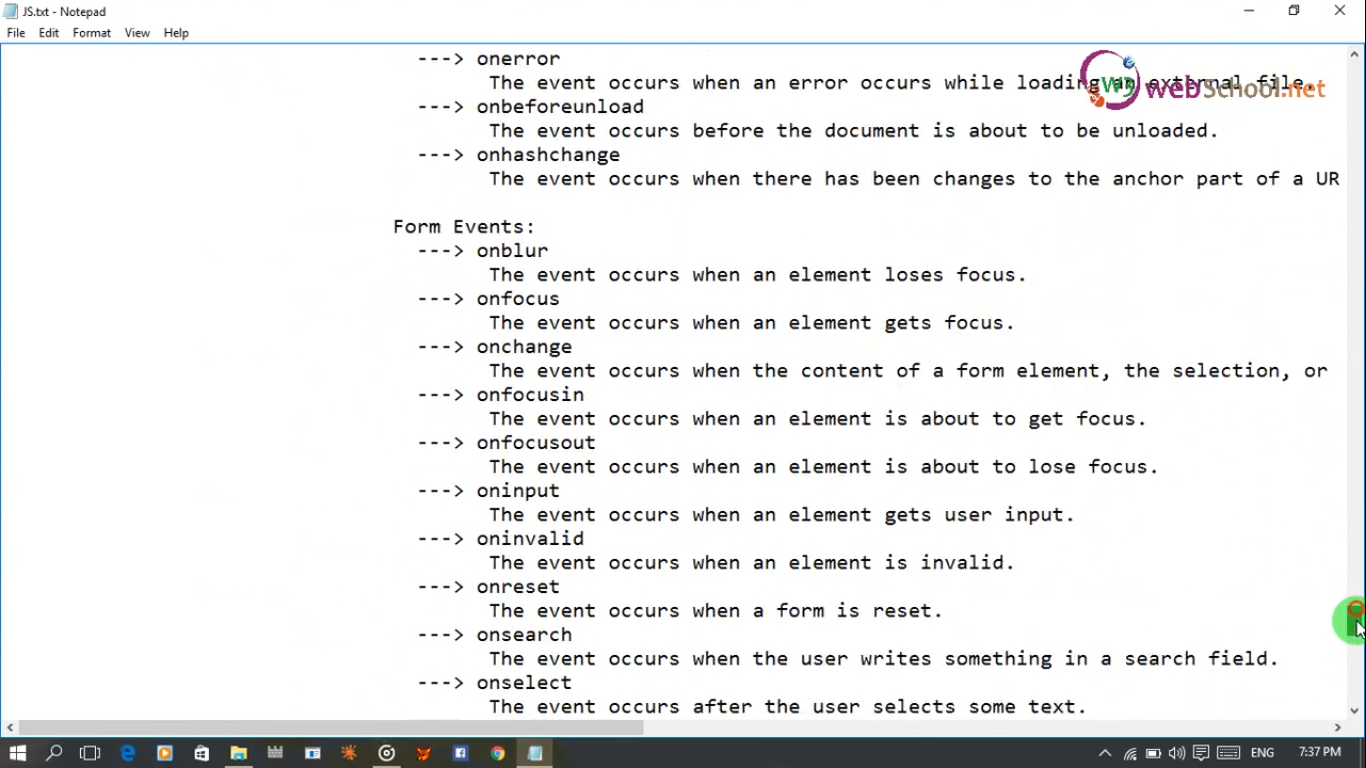 JS.txt - Notepad
File Edit Format View Help
---> onerror
The event occurs when an error occurs while loading an external file.
W3 webSchool.net
---> onbeforeunload
The event occurs before the document is about to be unloaded.
---> onhashchange
The event occurs when there has been changes to the anchor part of a UR
Form Events:
---> onblur
The event occurs when an element loses focus.
---> onfocus
The event occurs when an element gets focus.
---> onchange
The event occurs when the content of a form element, the selection, or
---> onfocusin
The event occurs when an element is about to get focus.
---> onfocusout
The event occurs when an element is about to lose focus.
---> oninput
The event occurs when an element gets user input.
---> oninvalid
The event occurs when an element is invalid.
---> onreset
The event occurs when a form is reset.
---> onsearch
The event occurs when the user writes something in a search field.
---> onselect
The event occurs after the user selects some text.
ENG 7:37 PM